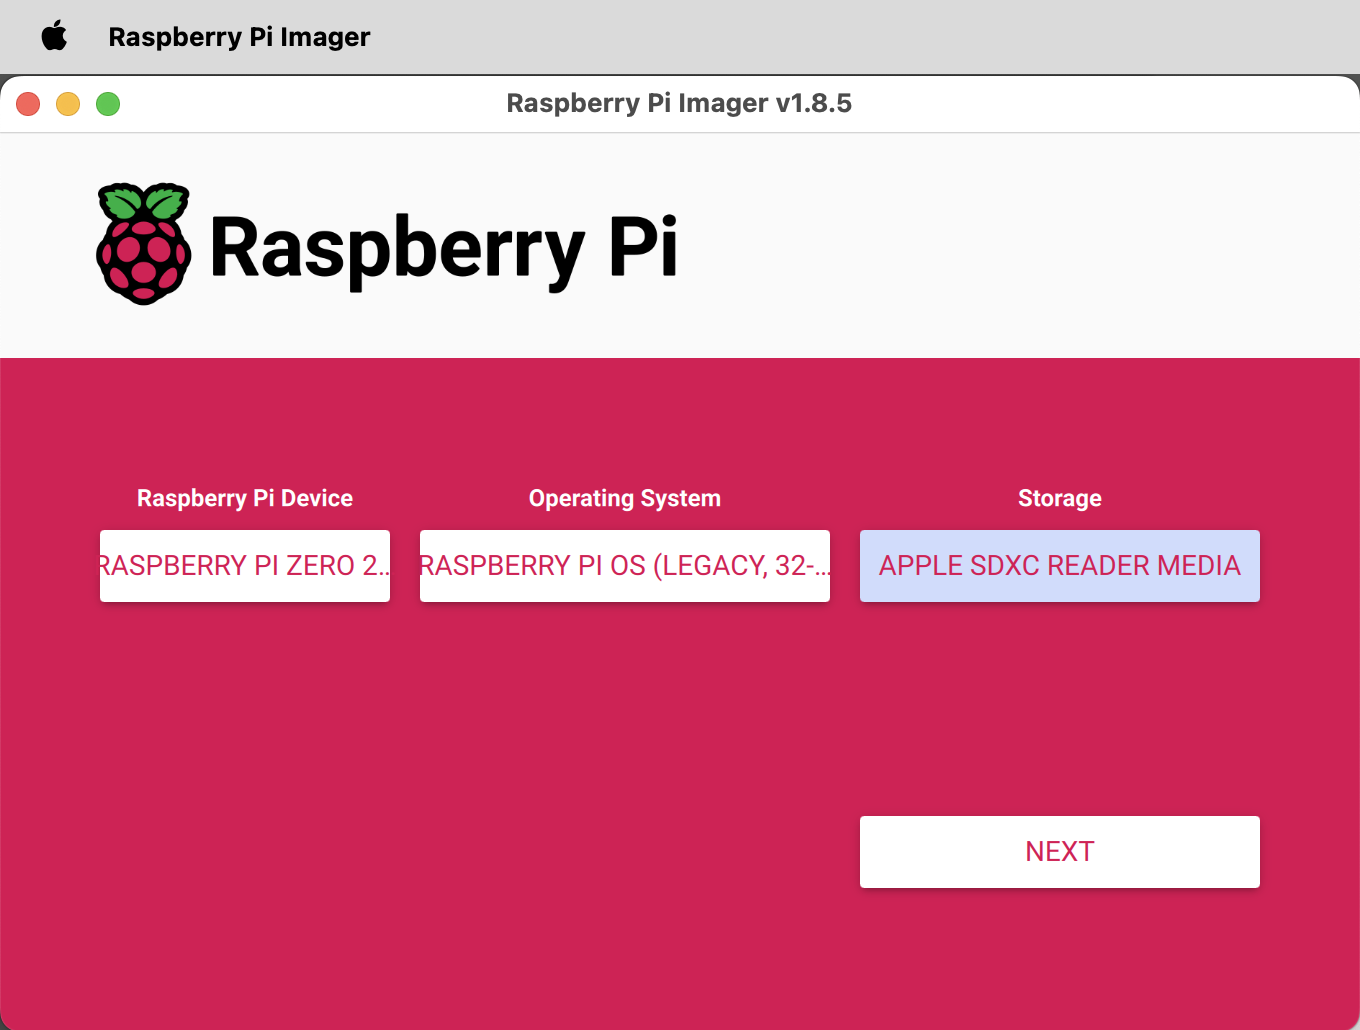 Raspberry Pi Imager
Raspberry Pi Imager v1.8.5
Raspberry Pi
Raspberry Pi Device
Operating System
Storage
RASPBERRY PI ZERO 2...
RASPBERRY PI OS (LEGACY, 32-...
APPLE SDXC READER MEDIA
NEXT